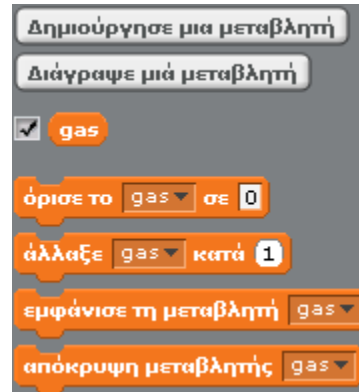 Δημιούργησε μια μεταβλητή
Διάγραψε μιά μεταβλητή
gas
όρισε το gas σε 0
άλλαξε gas κατά 1
εμφάνισε τη μεταβλητή gas
απόκρυψη μεταβλητής gas